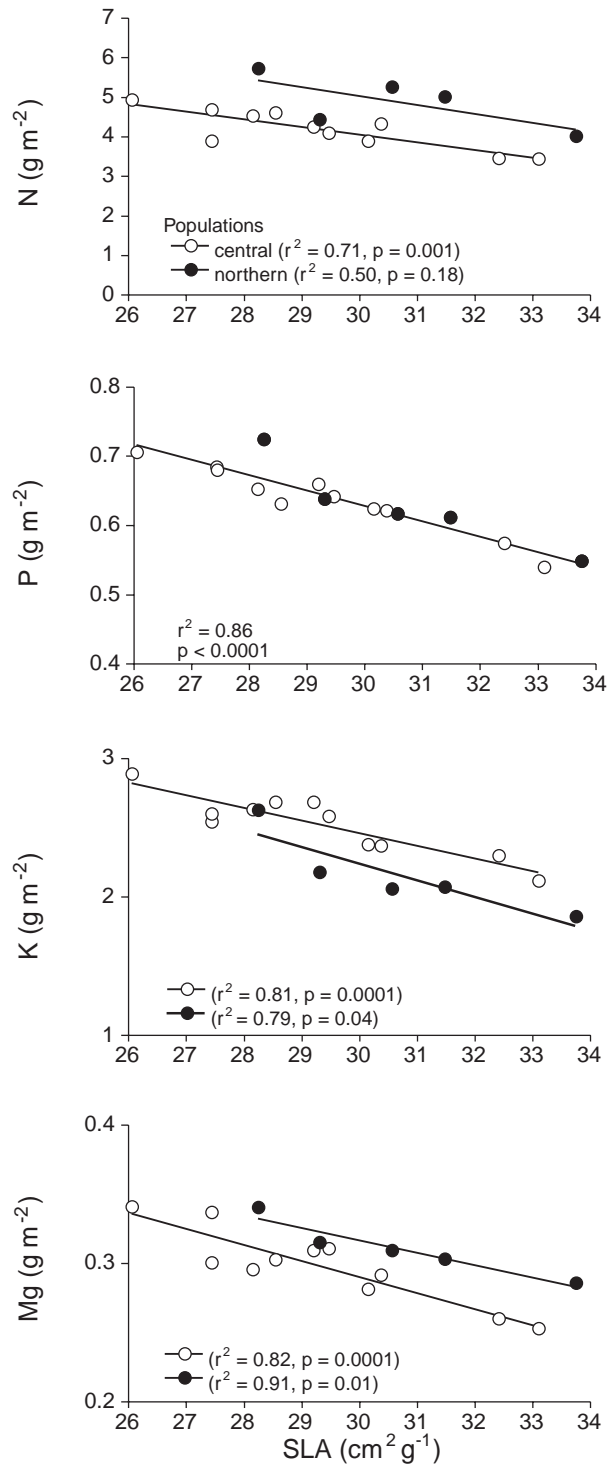 7
6
5
4
3
2
1
0
N (g m-2)
Populations
central (r2 = 0.71, p = 0.001)
northern (r2 = 0.50, p = 0.18)
26 27 28 29 30 31 32 33 34
0.8
0.7
0.6
0.5
0.4
P (g m-2)
r2 = 0.86
p < 0.0001
26 27 28 29 30 31 32 33 34
3
2
1
K (g m-2)
(r2 = 0.81, p = 0.0001)
(r2 = 0.79, p = 0.04)
26 27 28 29 30 31 32 33 34
0.4
0.3
0.2
Mg (g m-2)
(r2 = 0.82, p = 0.0001)
(r2 = 0.91, p = 0.01)
26 27 28 29 30 31 32 33 34
SLA (cm2 g-1)